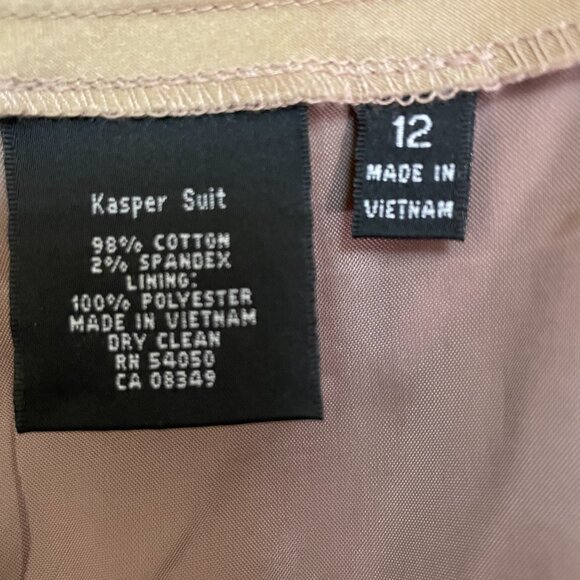 Kasper Suit
98% COTTON
2% SPANDEX
LINING:
100% POLYESTER
MADE IN VIETNAM
DRY CLEAN
RN 54050
CA 08349
12
MADE IN
ViETNAM